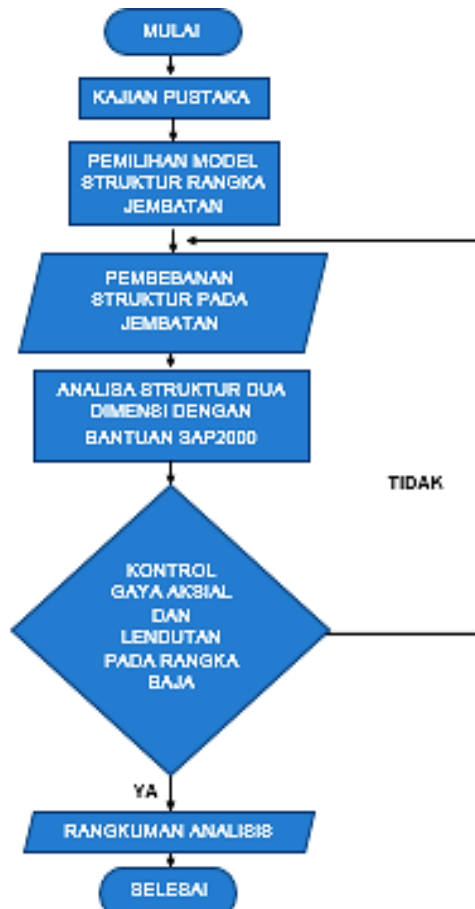 MULAI
KAJIAN PUSTAKA
PEMILIHAN MODEL
STRUKTUR RANGKA
JEMBATAN
PEMBEBANAN
STRUKTUR PADA
JEMBATAN
ANALISA STRUKTUR DUA
DIMENSI DENGAN
BANTUAN SAP2000
TIDAK
KONTROL
GAYA AKSIAL
DAN
LENDUTAN
PADA RANGKA
BAJA
YA
RANGKUMAN ANALISIS
SELESAI